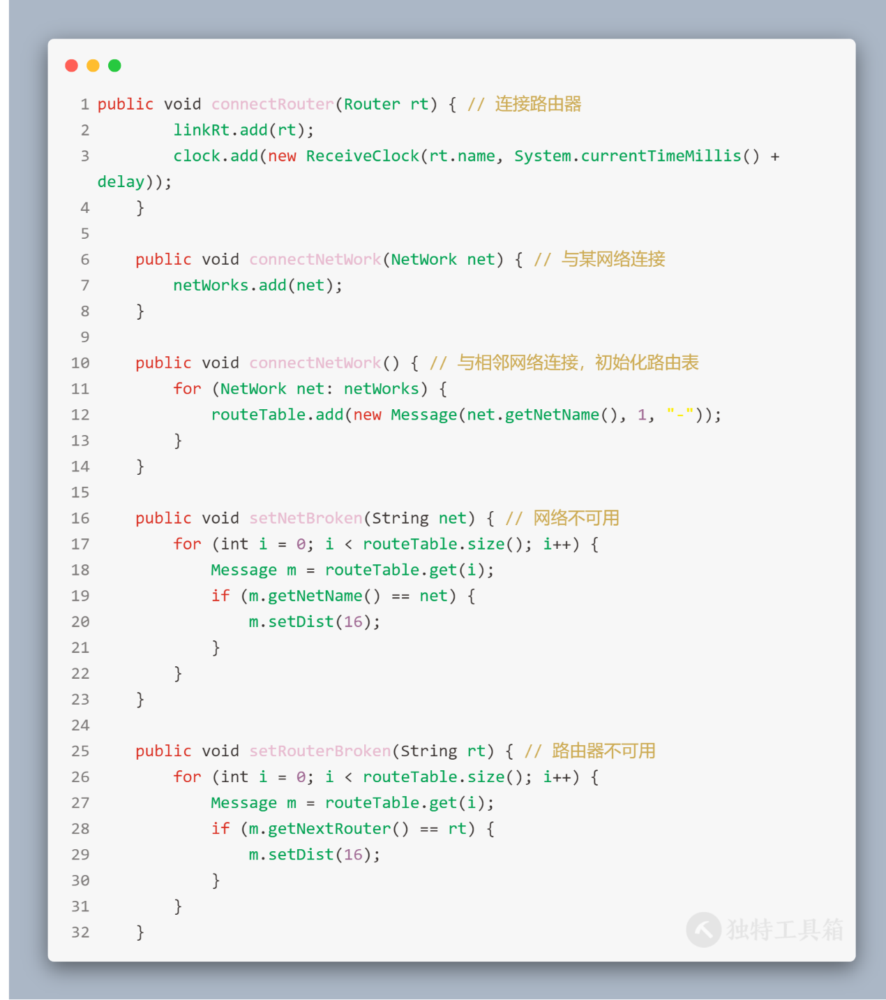 1 public void connectRouter(Router rt) { // 连接路由器
2         linkRt.add(rt);
3         clock.add(new ReceiveClock(rt.name, System.currentTimeMillis() +
delay));
4     }
5
6     public void connectNetWork(NetWork net) { // 与某网络连接
7         netWorks.add(net);
8     }
9
10     public void connectNetWork() { // 与相邻网络连接，初始化路由表
11         for (NetWork net: netWorks) {
12             routeTable.add(new Message(net.getNetName(), 1, "-"));
13         }
14     }
15
16     public void setNetBroken(String net) { // 网络不可用
17         for (int i = 0; i < routeTable.size(); i++) {
18             Message m = routeTable.get(i);
19             if (m.getNetName() == net) {
20                 m.setDist(16);
21             }
22         }
23     }
24
25     public void setRouterBroken(String rt) { // 路由器不可用
26         for (int i = 0; i < routeTable.size(); i++) {
27             Message m = routeTable.get(i);
28             if (m.getNextRouter() == rt) {
29                 m.setDist(16);
30             }
31         }
32     }
独特工具箱